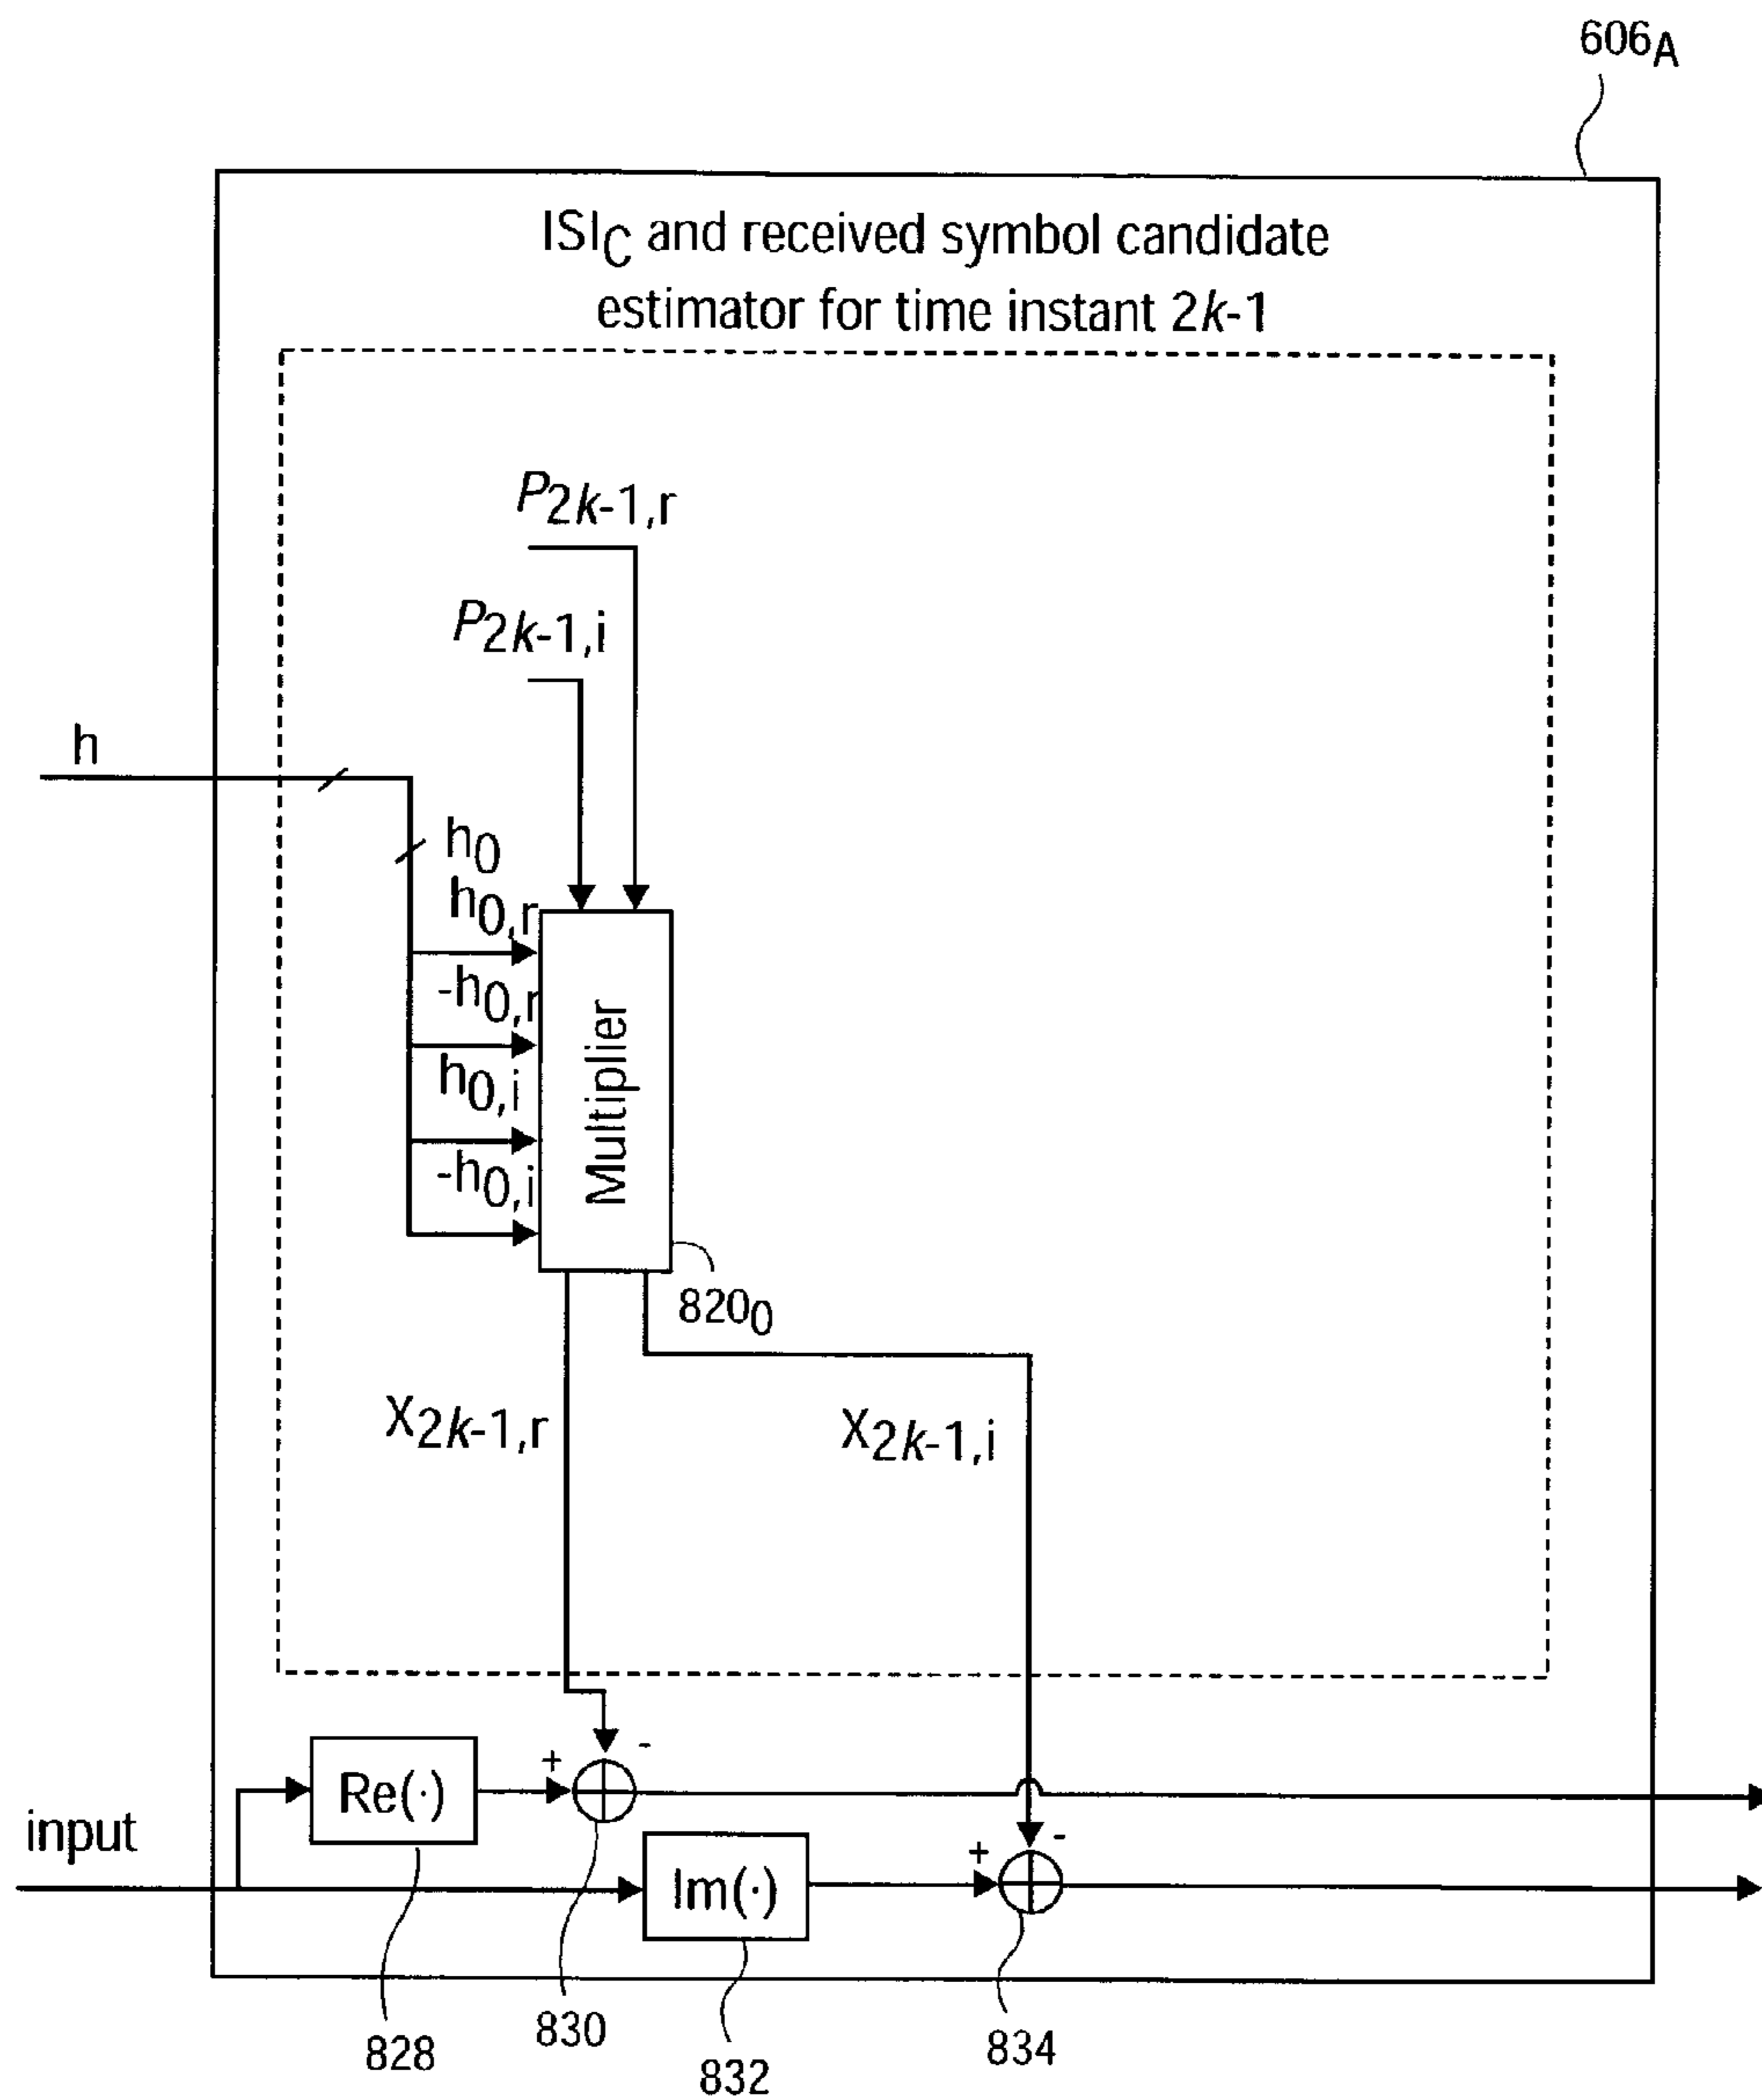 606A
ISIC and received symbol candidate
estimator for time instant 2k-1
P2k-1,r
P2k-1,i
h
h0
h0,r
-h0,r
h0,i
-h0,i
Multiplier
8200
X2k-1,r
X2k-1,i
Re(·)
+
-
input
Im(·)
+
-
828
830
832
834